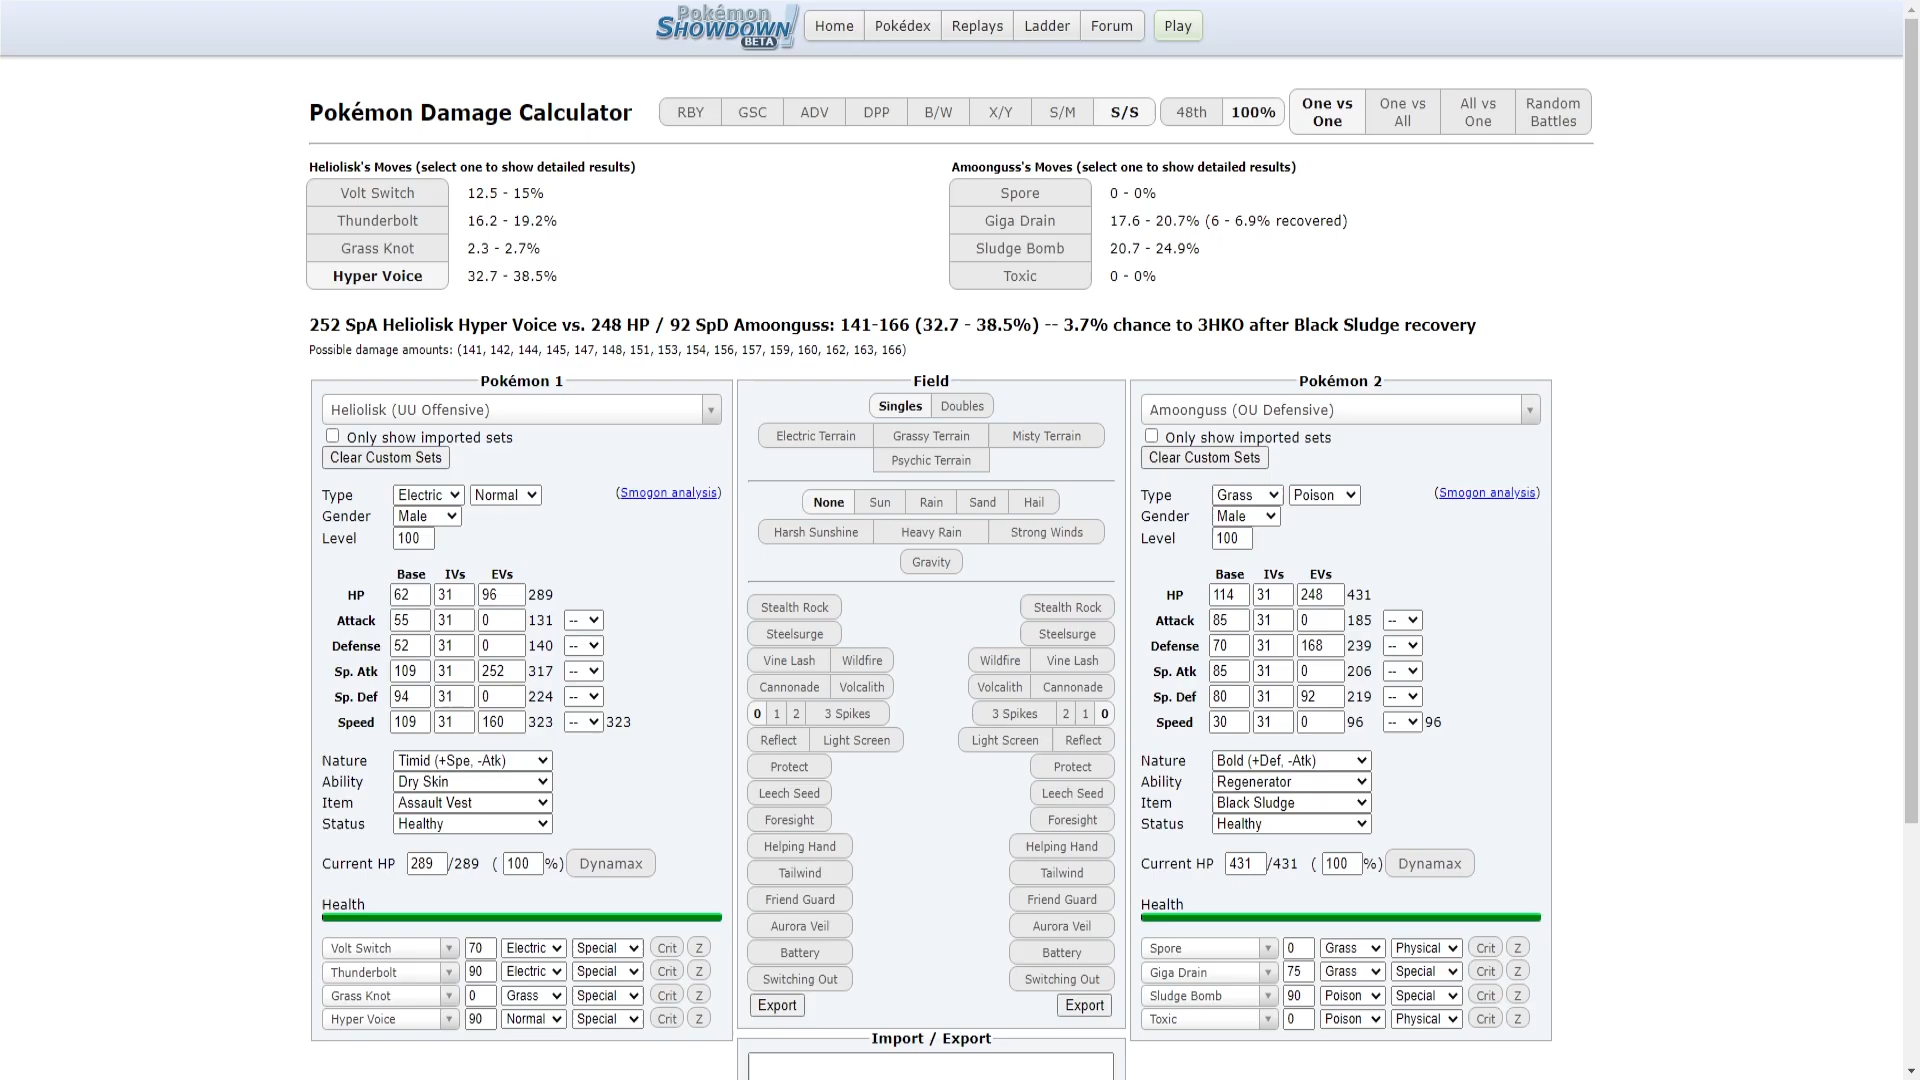 Pokémon
SHOWDOWN!
BETA
Home Pokédex Replays Ladder Forum Play
Pokémon Damage Calculator
RBY GSC ADV DPP B/W X/Y S/M S/S 48th 100%
One vs One One vs All All vs One Random Battles
Heliolisk's Moves (select one to show detailed results)
Volt Switch 12.5 - 15%
Thunderbolt 16.2 - 19.2%
Grass Knot 2.3 - 2.7%
Hyper Voice 32.7 - 38.5%
Amoonguss's Moves (select one to show detailed results)
Spore 0 - 0%
Giga Drain 17.6 - 20.7% (6 - 6.9% recovered)
Sludge Bomb 20.7 - 24.9%
Toxic 0 - 0%
252 SpA Heliolisk Hyper Voice vs. 248 HP / 92 SpD Amoonguss: 141-166 (32.7 - 38.5%) -- 3.7% chance to 3HKO after Black Sludge recovery
Possible damage amounts: (141, 142, 144, 145, 147, 148, 151, 153, 154, 156, 157, 159, 160, 162, 163, 166)
Pokémon 1
Heliolisk (UU Offensive)
Only show imported sets
Clear Custom Sets
Type Electric Normal (Smogon analysis)
Gender Male
Level 100
Base IVs EVs
HP 62 31 96 289
Attack 55 31 0 131 --
Defense 52 31 0 140 --
Sp. Atk 109 31 252 317 --
Sp. Def 94 31 0 224 --
Speed 109 31 160 323 -- 323
Nature Timid (+Spe, -Atk)
Ability Dry Skin
Item Assault Vest
Status Healthy
Current HP 289 /289 ( 100 %) Dynamax
Health
Volt Switch 70 Electric Special Crit Z
Thunderbolt 90 Electric Special Crit Z
Grass Knot 0 Grass Special Crit Z
Hyper Voice 90 Normal Special Crit Z
Field
Singles Doubles
Electric Terrain Grassy Terrain Misty Terrain
Psychic Terrain
None Sun Rain Sand Hail
Harsh Sunshine Heavy Rain Strong Winds
Gravity
Stealth Rock Stealth Rock
Steelsurge Steelsurge
Vine Lash Wildfire Wildfire Vine Lash
Cannonade Volcalith Volcalith Cannonade
0 1 2 3 Spikes 3 Spikes 2 1 0
Reflect Light Screen Light Screen Reflect
Protect Protect
Leech Seed Leech Seed
Foresight Foresight
Helping Hand Helping Hand
Tailwind Tailwind
Friend Guard Friend Guard
Aurora Veil Aurora Veil
Battery Battery
Switching Out Switching Out
Export Export
Import / Export
Pokémon 2
Amoonguss (OU Defensive)
Only show imported sets
Clear Custom Sets
Type Grass Poison (Smogon analysis)
Gender Male
Level 100
Base IVs EVs
HP 114 31 248 431
Attack 85 31 0 185 --
Defense 70 31 168 239 --
Sp. Atk 85 31 0 206 --
Sp. Def 80 31 92 219 --
Speed 30 31 0 96 -- 96
Nature Bold (+Def, -Atk)
Ability Regenerator
Item Black Sludge
Status Healthy
Current HP 431 /431 ( 100 %) Dynamax
Health
Spore 0 Grass Physical Crit Z
Giga Drain 75 Grass Special Crit Z
Sludge Bomb 90 Poison Special Crit Z
Toxic 0 Poison Physical Crit Z